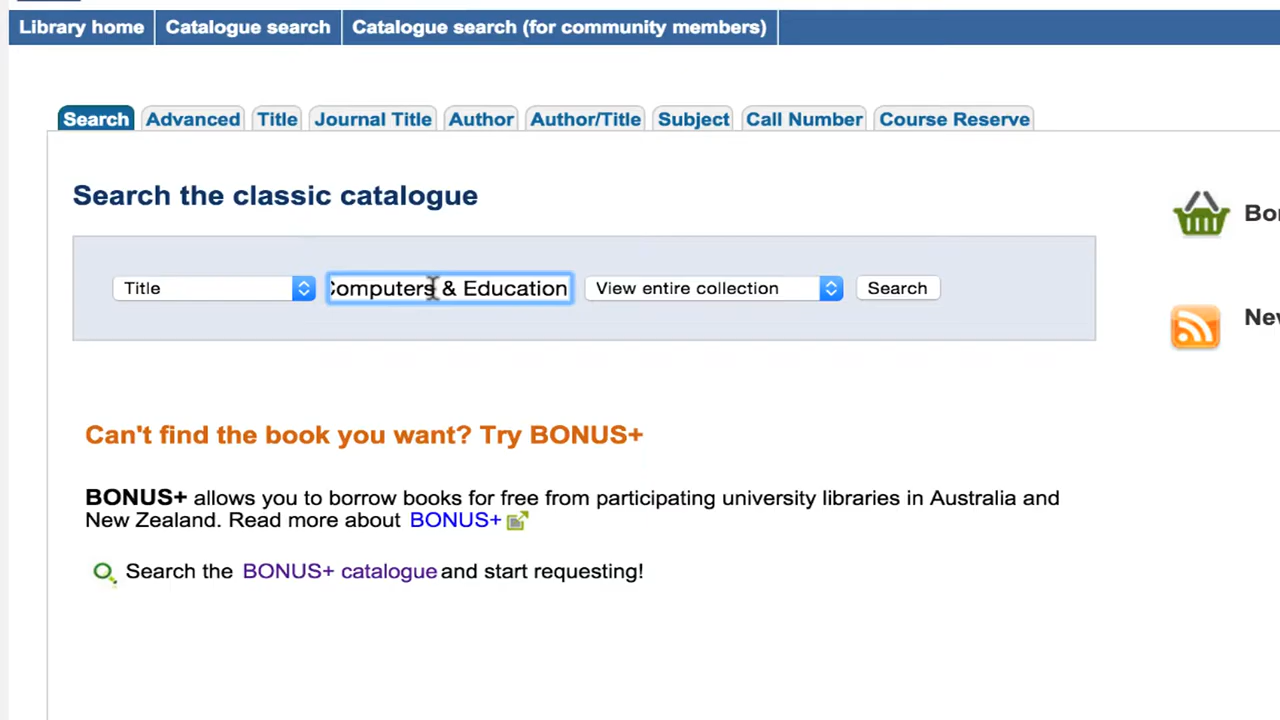 Library home Catalogue search Catalogue search (for community members)
Search Advanced Title Journal Title Author Author/Title Subject Call Number Course Reserve
Search the classic catalogue
Title Computers & Education View entire collection Search
Can't find the book you want? Try BONUS+
BONUS+ allows you to borrow books for free from participating university libraries in Australia and
New Zealand. Read more about BONUS+
Search the BONUS+ catalogue and start requesting!